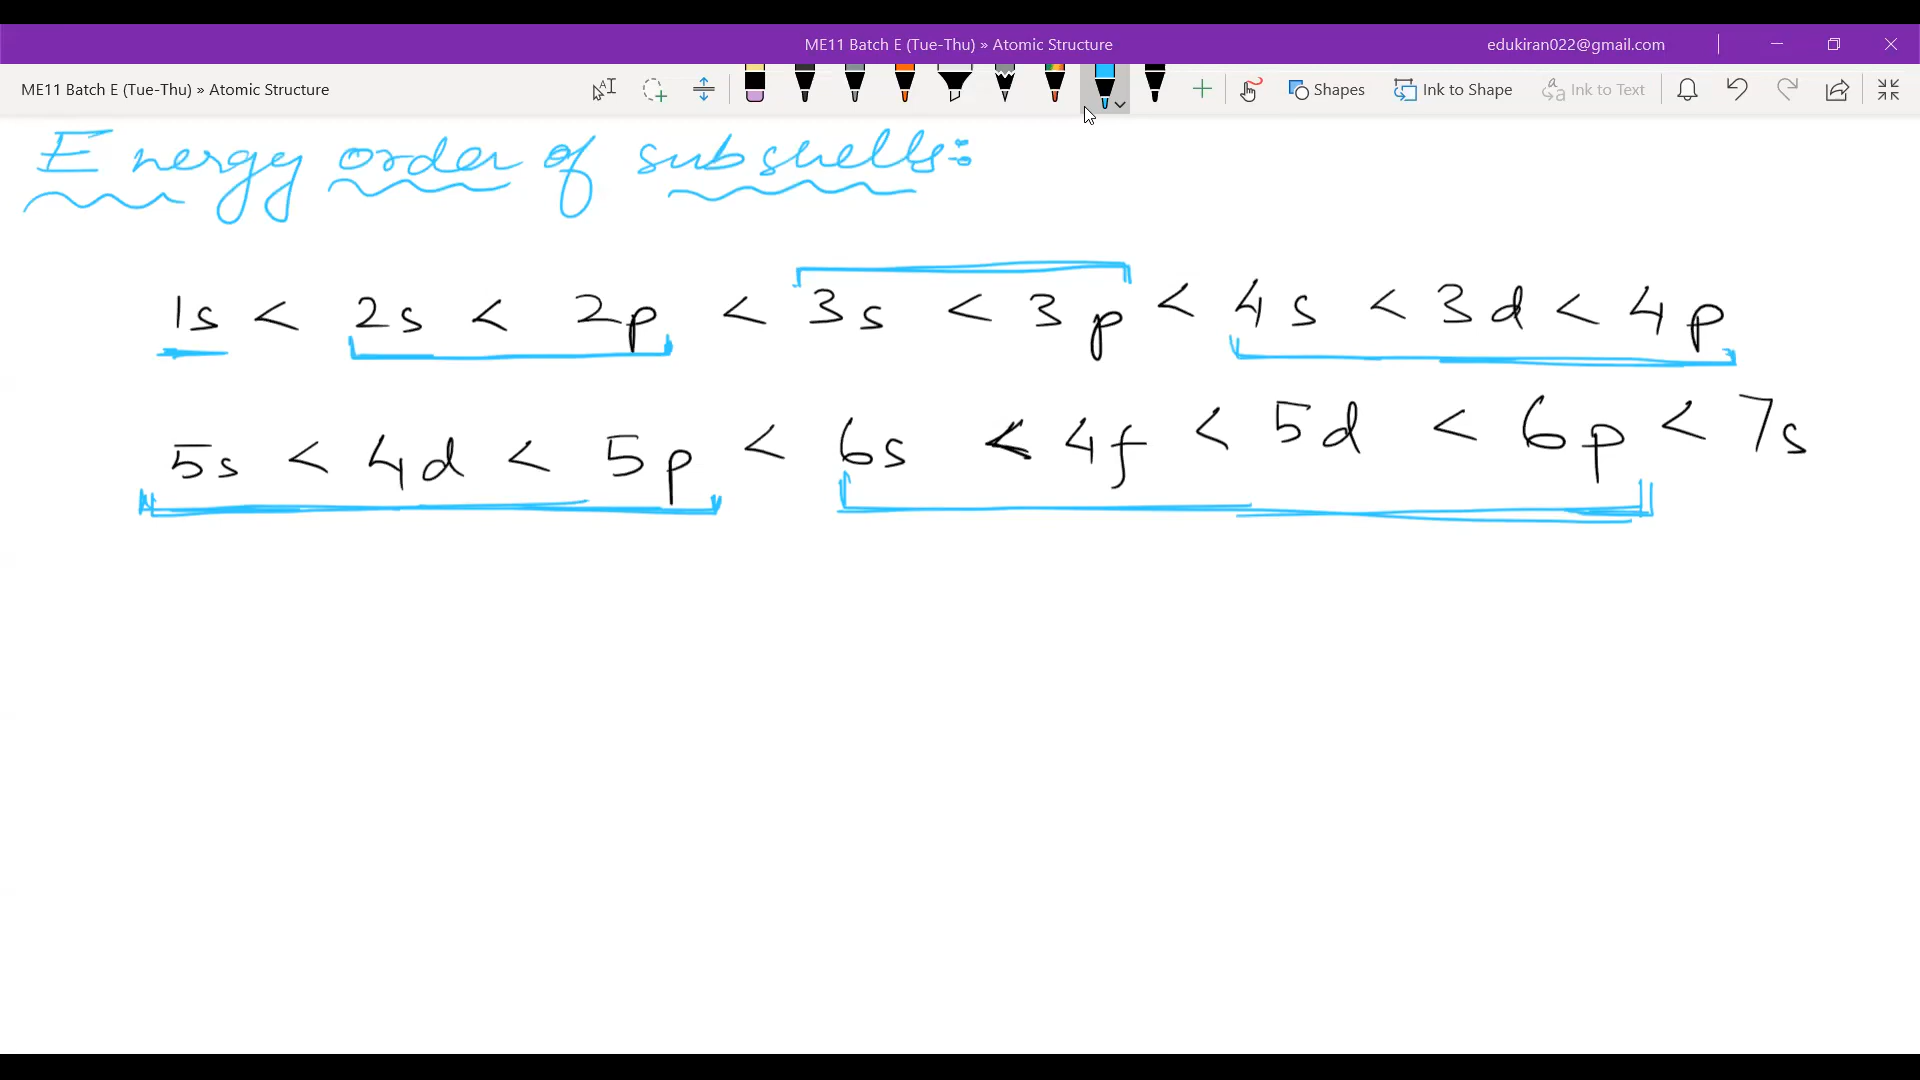 ME11 Batch E (Tue-Thu) » Atomic Structure
edukiran022@gmail.com
ME11 Batch E (Tue-Thu) » Atomic Structure
Shapes
Ink to Shape
Ink to Text
Energy order of subshells:
1s < 2s < 2p < 3s < 3p < 4s < 3d < 4p
5s < 4d < 5p < 6s < 4f < 5d < 6p < 7s